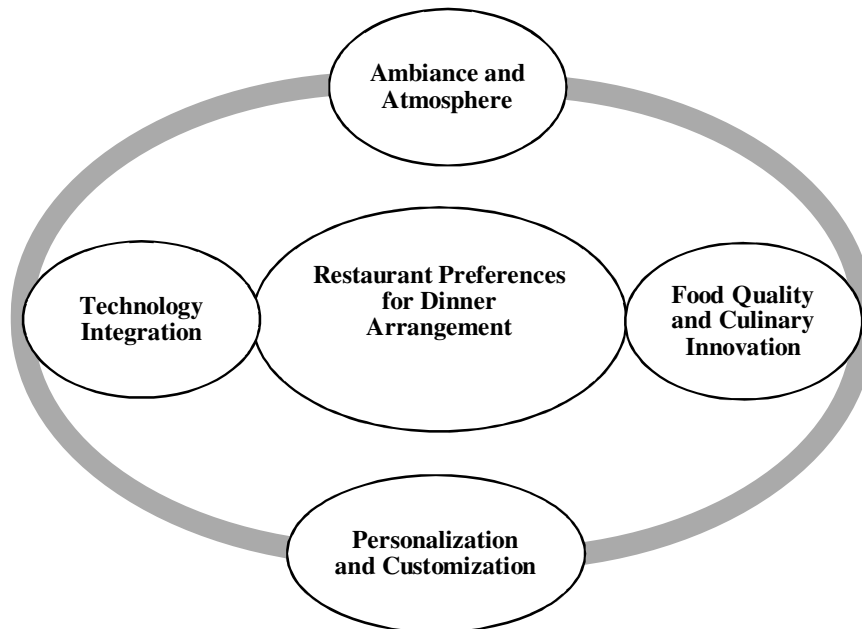 Ambiance and
Atmosphere
Restaurant Preferences
for Dinner
Arrangement
Technology
Integration
Food Quality
and Culinary
Innovation
Personalization
and Customization